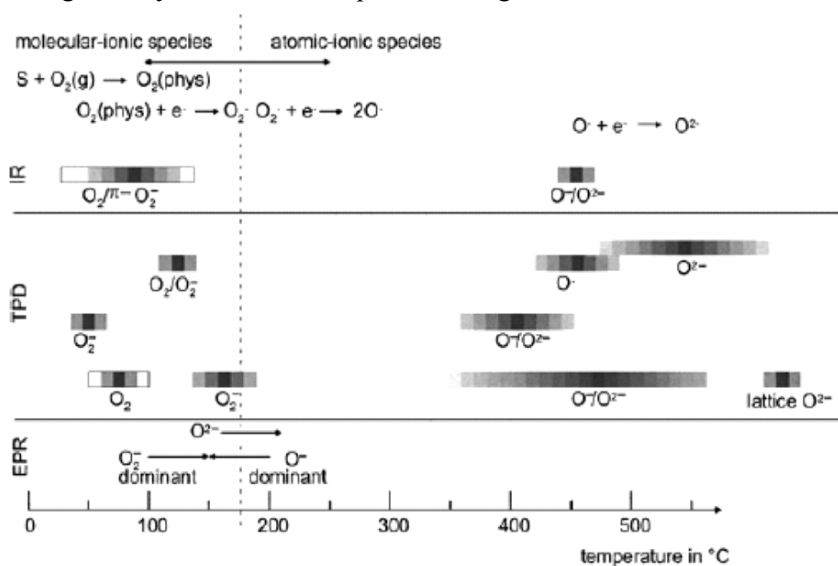 molecular-ionic species atomic-ionic species
S + O₂(g) → O₂(phys)
O₂(phys) + e⁻ → O₂⁻ O₂⁻ + e⁻ → 2O⁻
O⁻ + e⁻ → O²⁻
IR
O₂/π– O₂⁻
O⁻/O²⁻
TPD
O²⁻
O₂/O₂⁻
O⁻
O₂⁻
O⁻/O²⁻
O₂
O₂⁻
O⁻/O²⁻
lattice O²⁻
EPR
O²⁻ →
O₂⁻ → ← O⁻
dominant dominant
0 100 200 300 400 500
temperature in °C